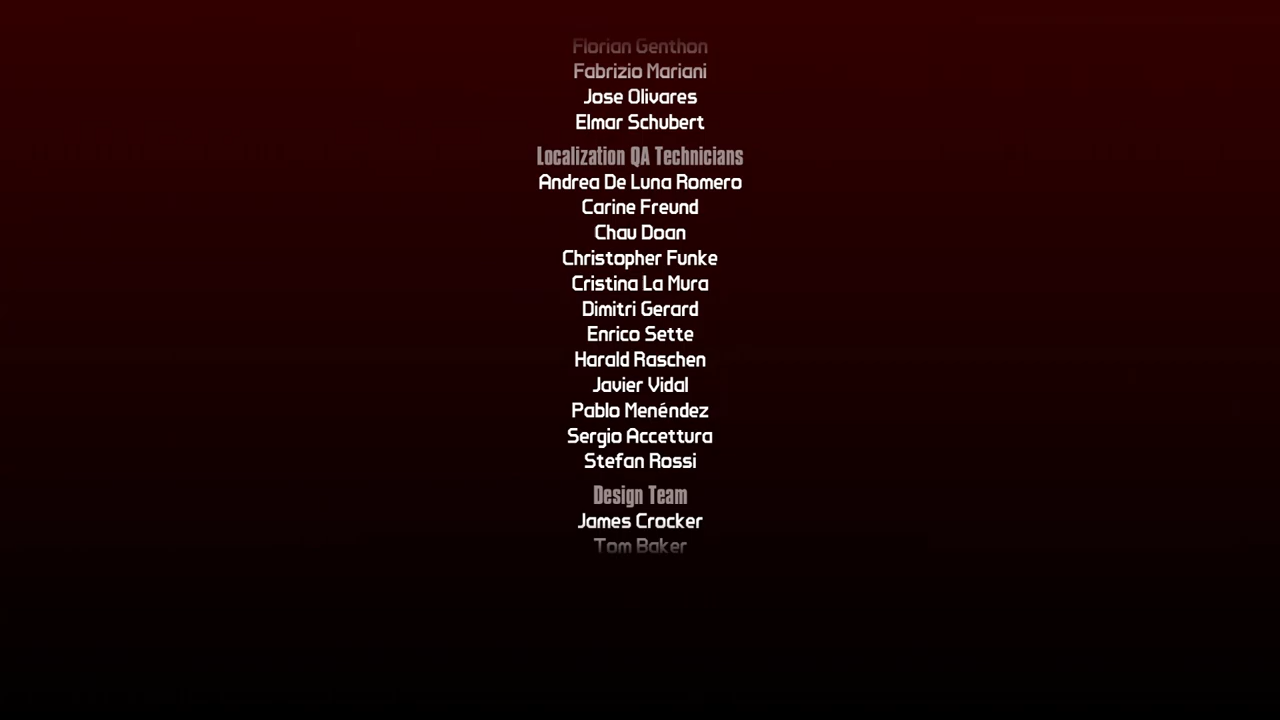 Florian Genthon
Fabrizio Mariani
Jose Olivares
Elmar Schubert
Localization QA Technicians
Andrea De Luna Romero
Carine Freund
Chau Doan
Christopher Funke
Cristina La Mura
Dimitri Gerard
Enrico Sette
Harald Raschen
Javier Vidal
Pablo Menéndez
Sergio Accettura
Stefan Rossi
Design Team
James Crocker
Tom Baker